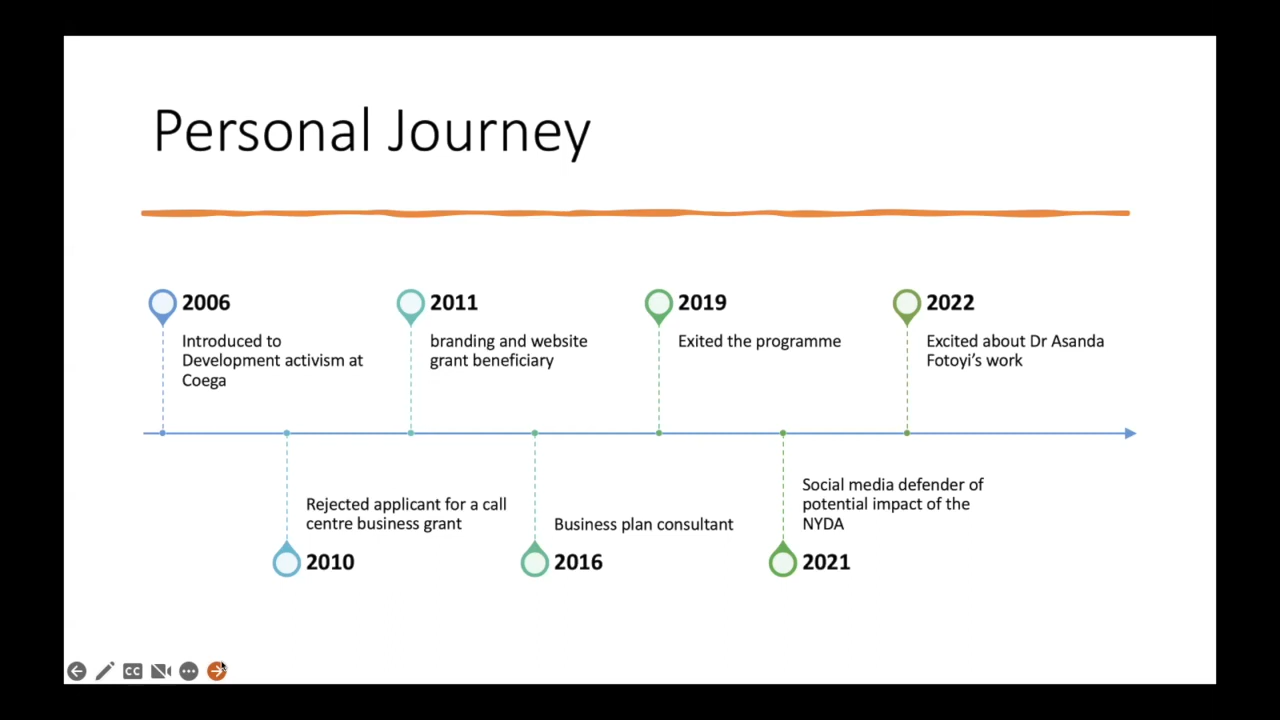 Personal Journey
2006
Introduced to
Development activism at
Coega
2010
Rejected applicant for a call
centre business grant
2011
branding and website
grant beneficiary
2016
Business plan consultant
2019
Exited the programme
2021
Social media defender of
potential impact of the
NYDA
2022
Excited about Dr Asanda
Fotoyi’s work
CC